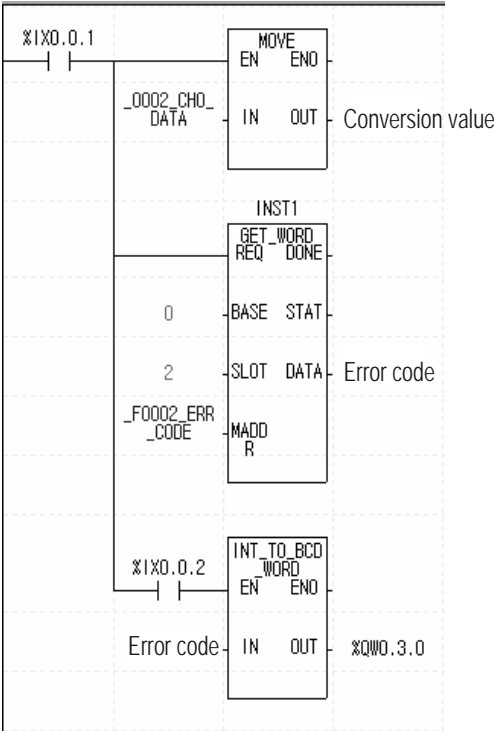 %IX0.0.1
MOVE
EN ENO
_0002_CH0_
DATA
IN OUT
Conversion value
INST1
GET_WORD
REQ DONE
0
BASE STAT
2
SLOT DATA
Error code
_F0002_ERR
_CODE
MADD
R
%IX0.0.2
INT_TO_BCD
_WORD
EN ENO
Error code
IN OUT
%QW0.3.0